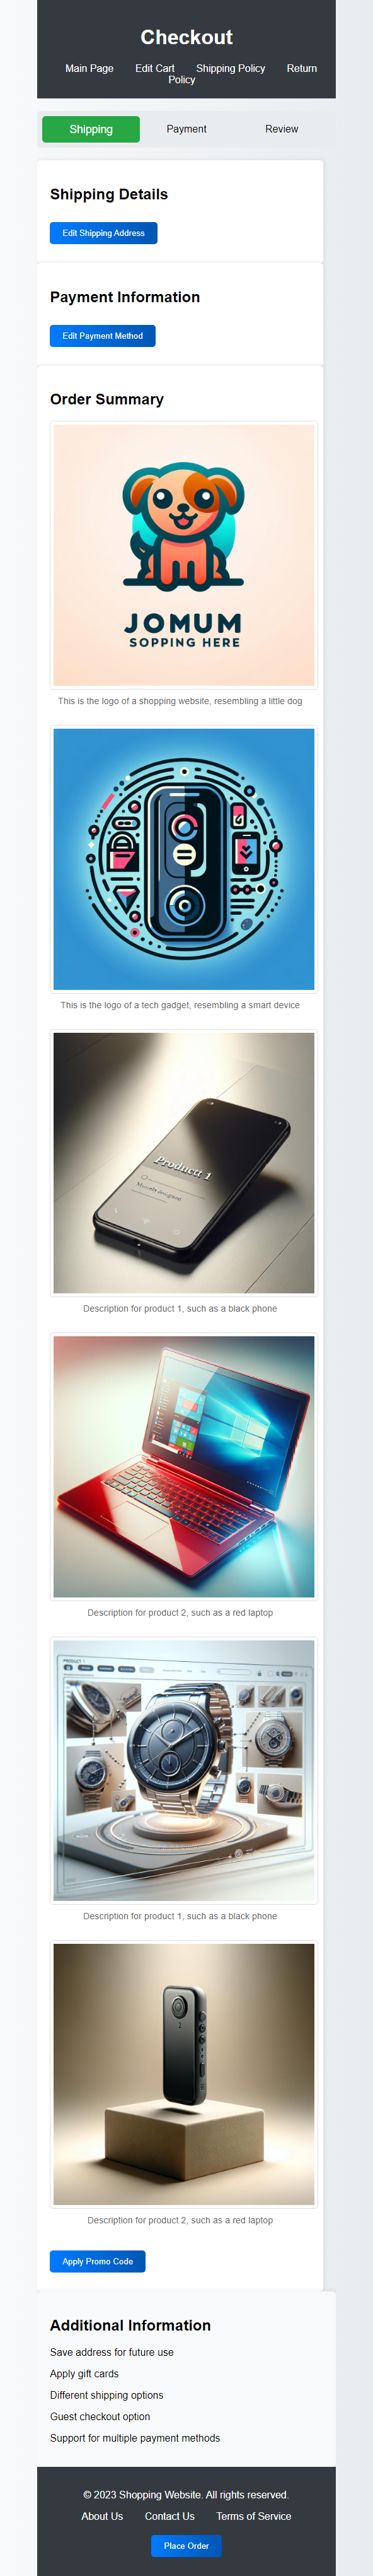 Checkout
Main Page Edit Cart Shipping Policy Return
Policy
Shipping Payment Review
Shipping Details
Edit Shipping Address
Payment Information
Edit Payment Method
Order Summary
JOMUM
SOPPING HERE
This is the logo of a shopping website, resembling a little dog
This is the logo of a tech gadget, resembling a smart device
Productt 1
Description for product 1, such as a black phone
Description for product 2, such as a red laptop
Description for product 1, such as a black phone
Description for product 2, such as a red laptop
Apply Promo Code
Additional Information
Save address for future use
Apply gift cards
Different shipping options
Guest checkout option
Support for multiple payment methods
© 2023 Shopping Website. All rights reserved.
About Us Contact Us Terms of Service
Place Order